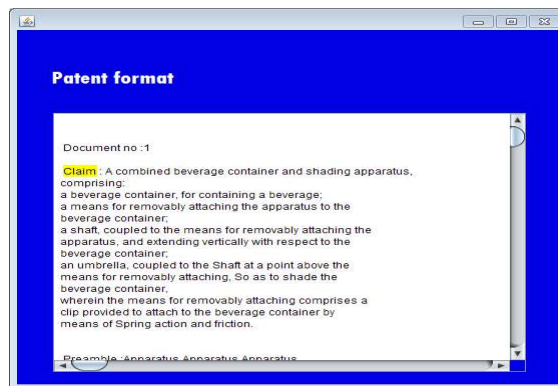 Patent format
Document no :1
Claim : A combined beverage container and shading apparatus,
comprising:
a beverage container, for containing a beverage;
a means for removably attaching the apparatus to the
beverage container;
a shaft, coupled to the means for removably attaching the
apparatus, and extending vertically with respect to the
beverage container;
an umbrella, coupled to the Shaft at a point above the
means for removably attaching, So as to shade the
beverage container,
wherein the means for removably attaching comprises a
clip provided to attach to the beverage container by
means of Spring action and friction.
Preamble :Apparatus Apparatus Apparatus